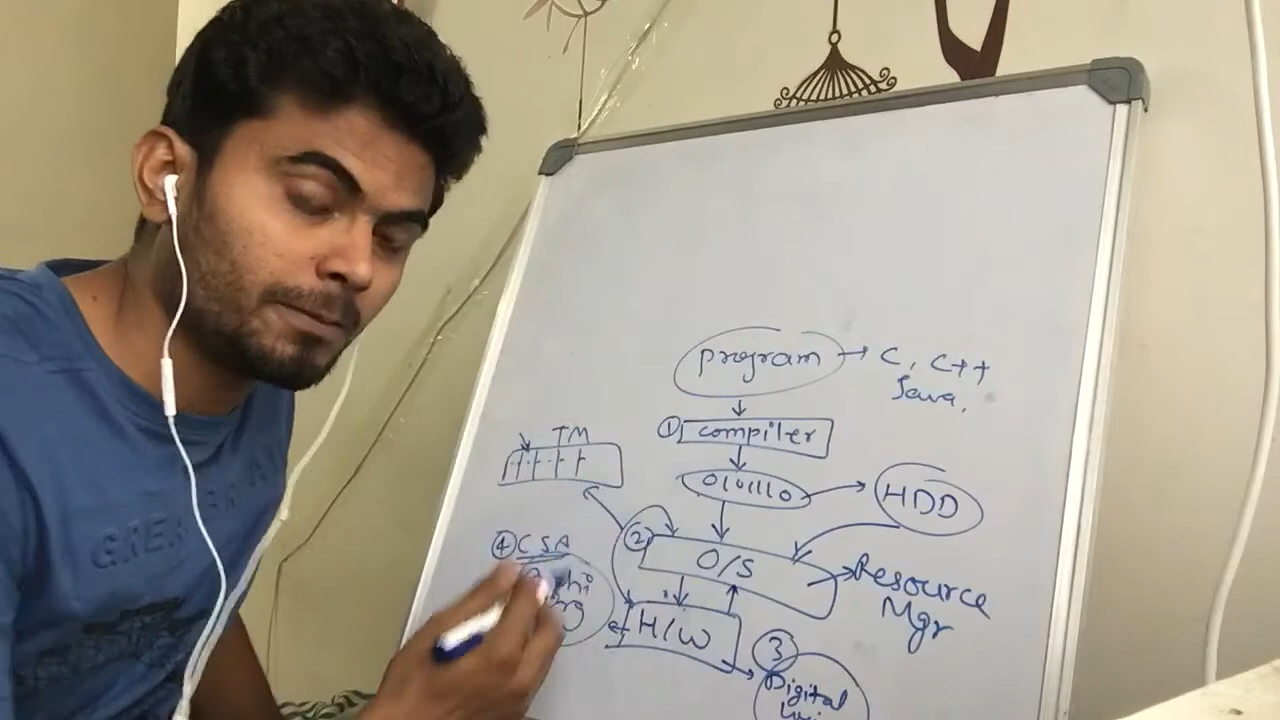 program → C, C++
Java.
① compiler
TM
010110 → HDD
②
O/S
Resource
Mgr
④ CSA
H/W
③
Digital